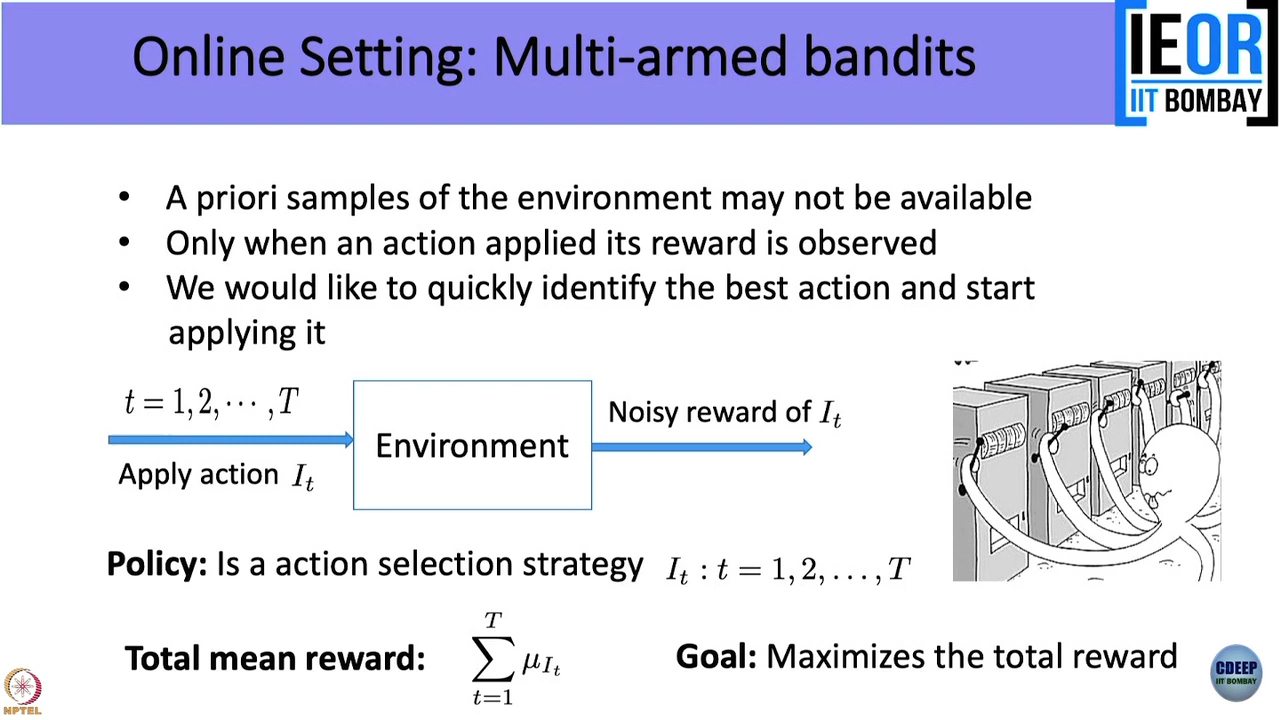 Online Setting: Multi-armed bandits
[IEOR
IIT BOMBAY]
• A priori samples of the environment may not be available
• Only when an action applied its reward is observed
• We would like to quickly identify the best action and start
applying it
t = 1, 2, ⋯ , T
Apply action I_t
Environment
Noisy reward of I_t
Policy: Is a action selection strategy I_t : t = 1, 2, . . . , T
Total mean reward: \sum_{t=1}^{T} μ_{I_t}
Goal: Maximizes the total reward
NPTEL
CDEEP
IIT BOMBAY